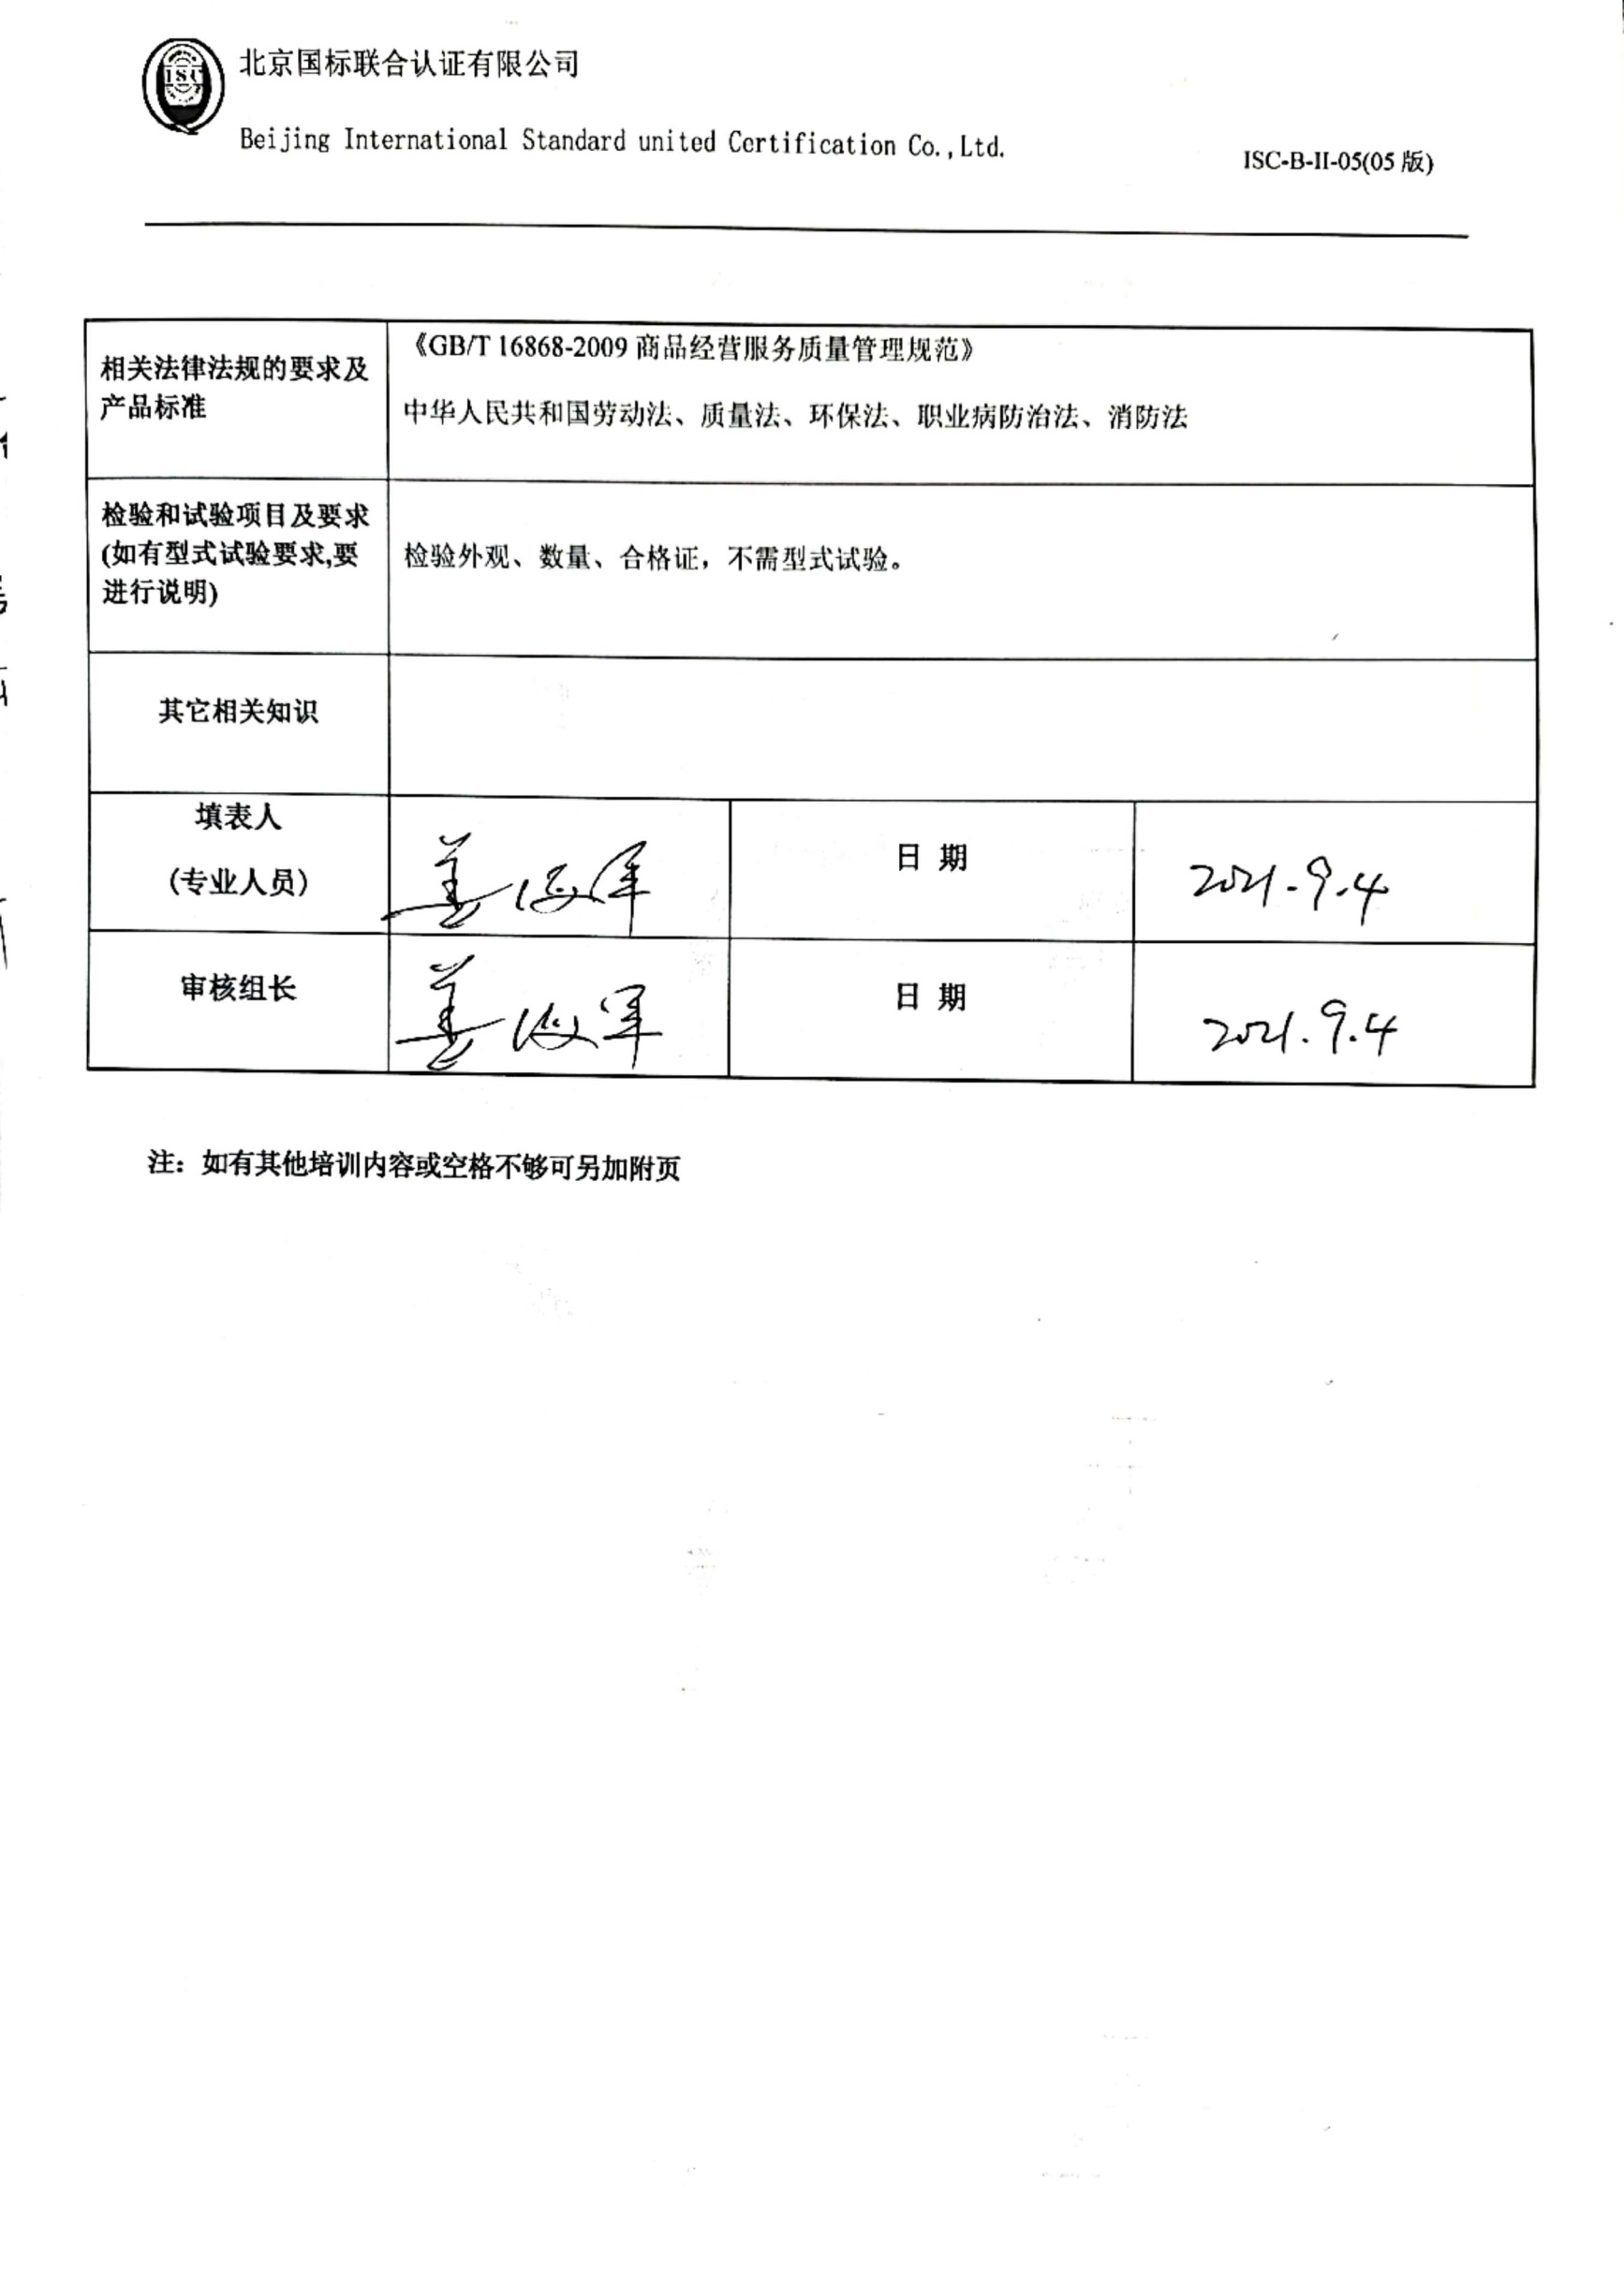 ISC
北京国标联合认证有限公司
Beijing International Standard united Certification Co.,Ltd.
ISC-B-II-05(05 版)
相关法律法规的要求及
产品标准
《GB/T 16868-2009 商品经营服务质量管理规范》
中华人民共和国劳动法、质量法、环保法、职业病防治法、消防法
检验和试验项目及要求
(如有型式试验要求,要
进行说明)
检验外观、数量、合格证，不需型式试验。
其它相关知识
填表人
(专业人员)
日 期
2021.9.4
审核组长
日 期
2021.9.4
注：如有其他培训内容或空格不够可另加附页